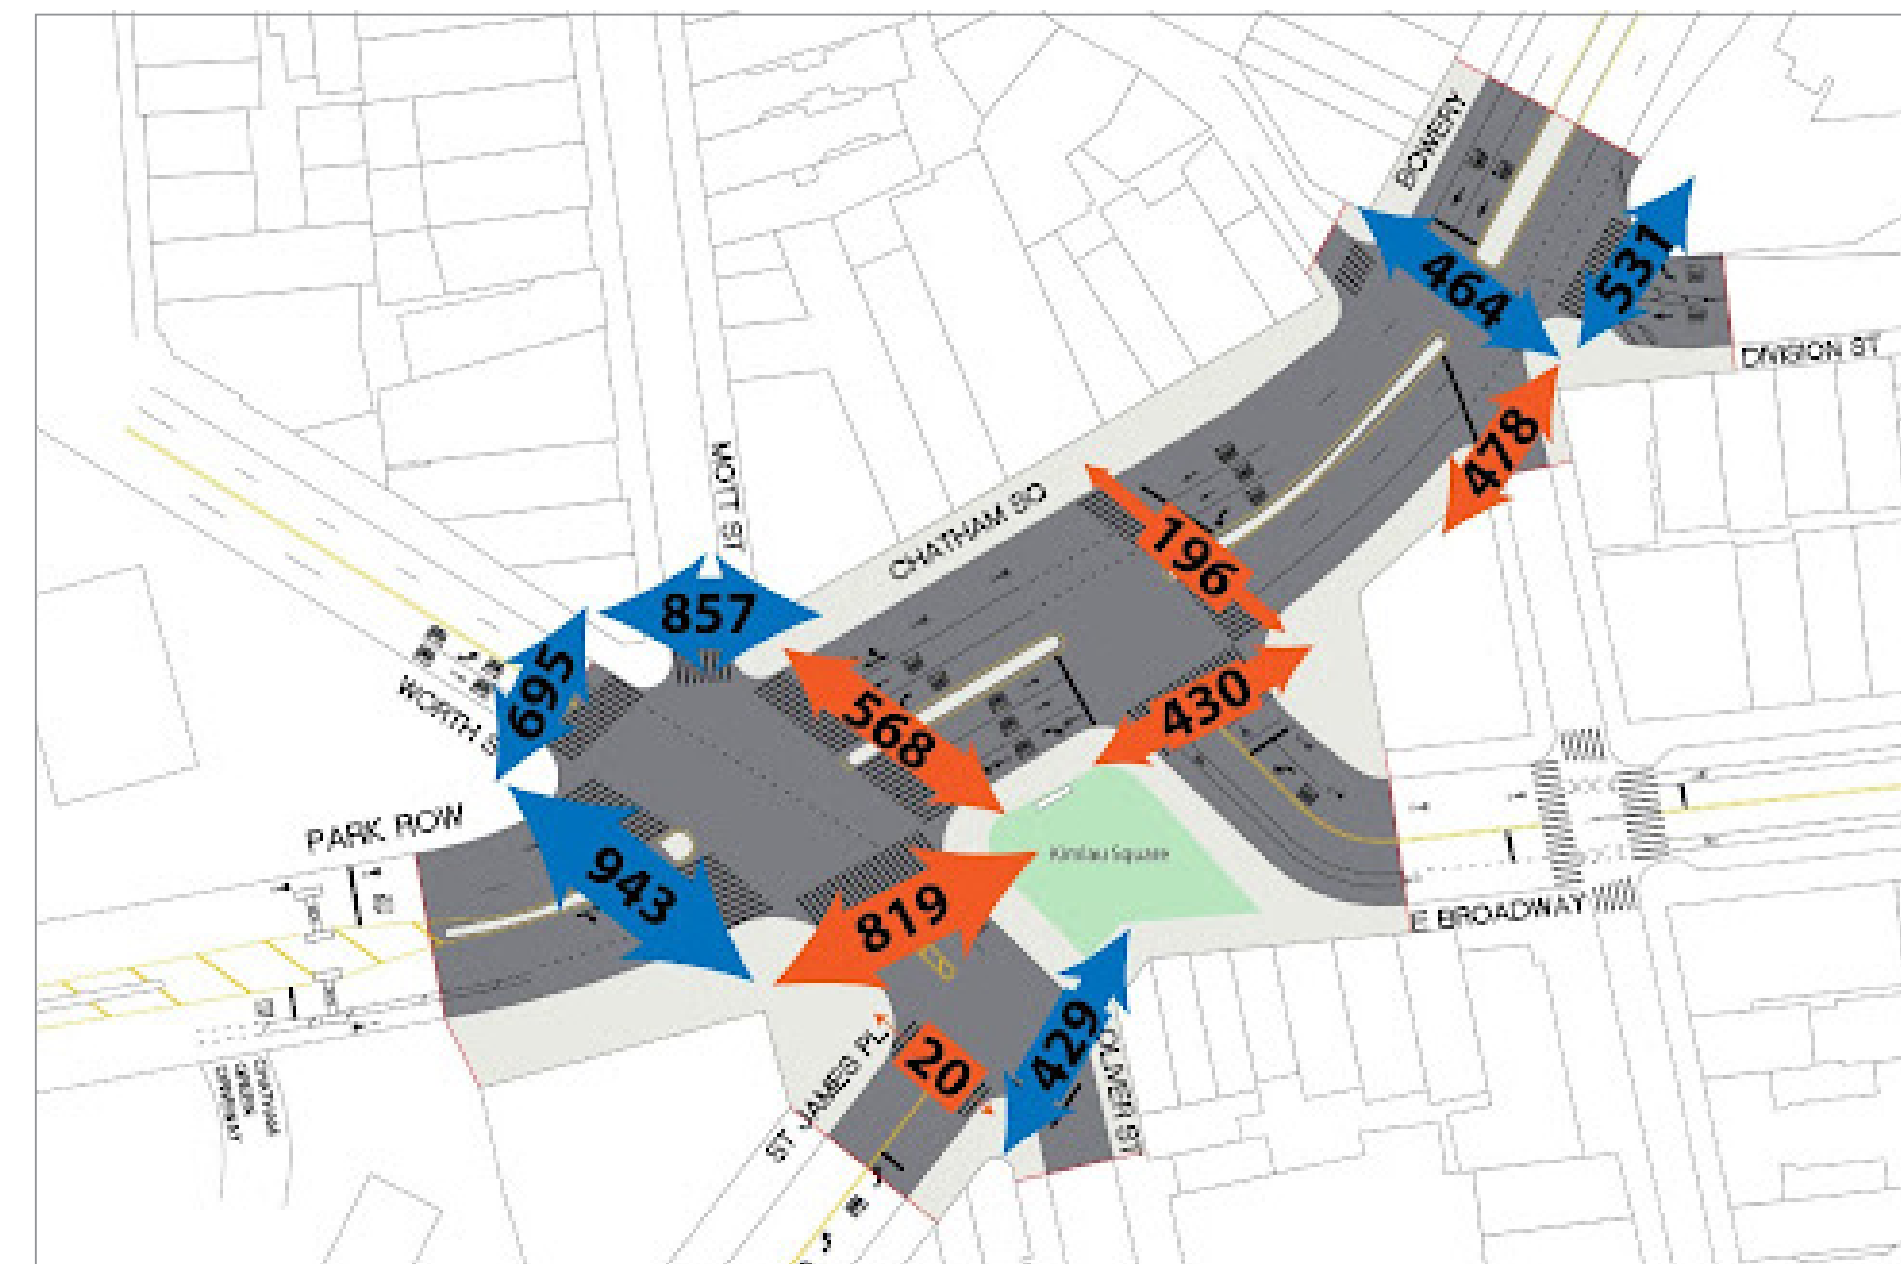 BOWERY
531
464
DIVISION ST
478
MOTT ST
CHATHAM SQ
196
857
695
WORTH S
568
430
PARK ROW
Kimlau Square
943
819
E BROADWAY
429
20
ST JAMES PL
OLIVER ST